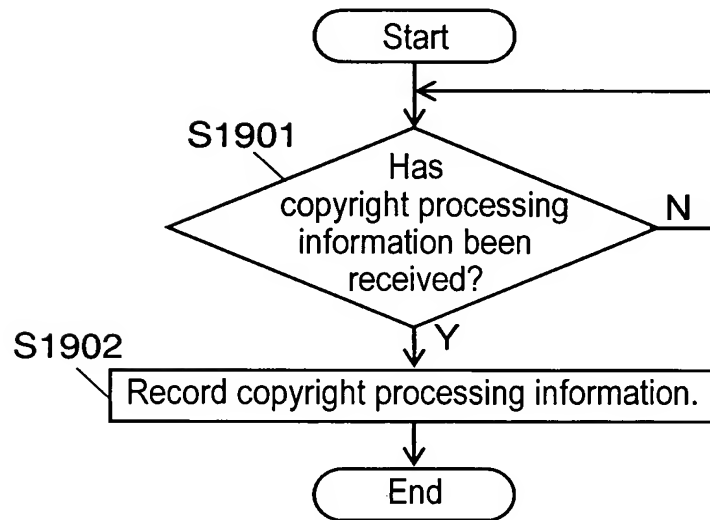 Start
S1901
Has
copyright processing
information been
received?
N
Y
S1902
Record copyright processing information.
End